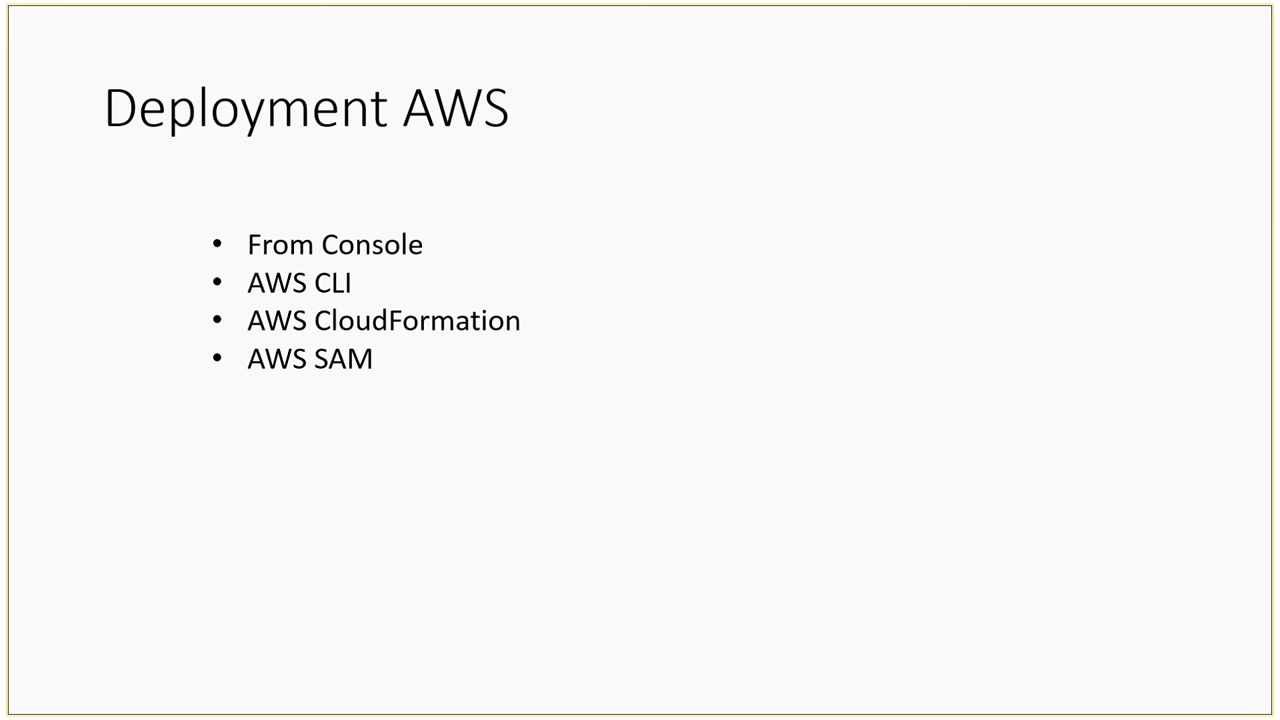 Deployment AWS
• From Console
• AWS CLI
• AWS CloudFormation
• AWS SAM